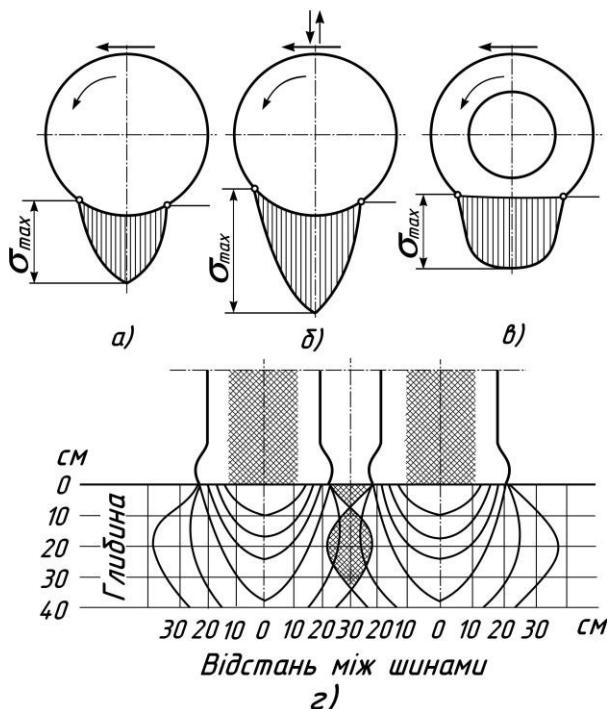 σmax
σmax
σmax
а)
б)
в)
см
0
10
20
30
40
Глибина
30 20 10 0 10 20 30 20 10 0 10 20 30
см
Відстань між шинами
г)